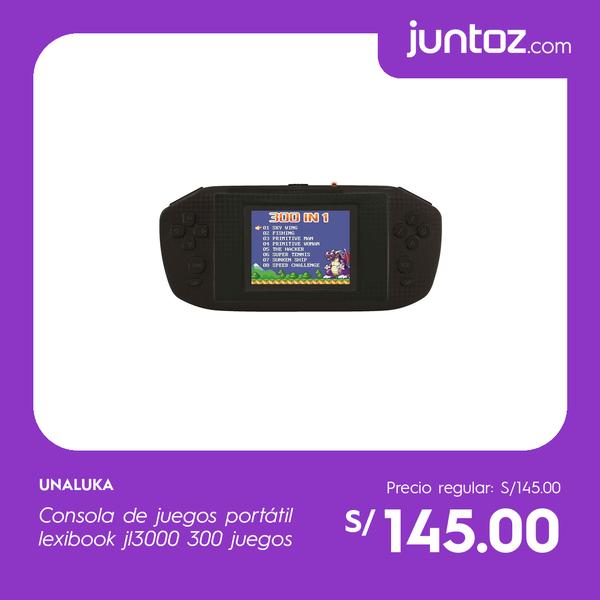 juntoz.com
300 IN 1
01 SKY WING
02 FISHING
03 PRIMITIVE MAN
04 PRIMITIVE WOMAN
05 THE HACKER
06 SUPER TENNIS
07 SUNKEN SHIP
08 SPEED CHALLENGE
UNALUKA
Consola de juegos portátil
lexibook jl3000 300 juegos
Precio regular: S/145.00
S/ 145.00